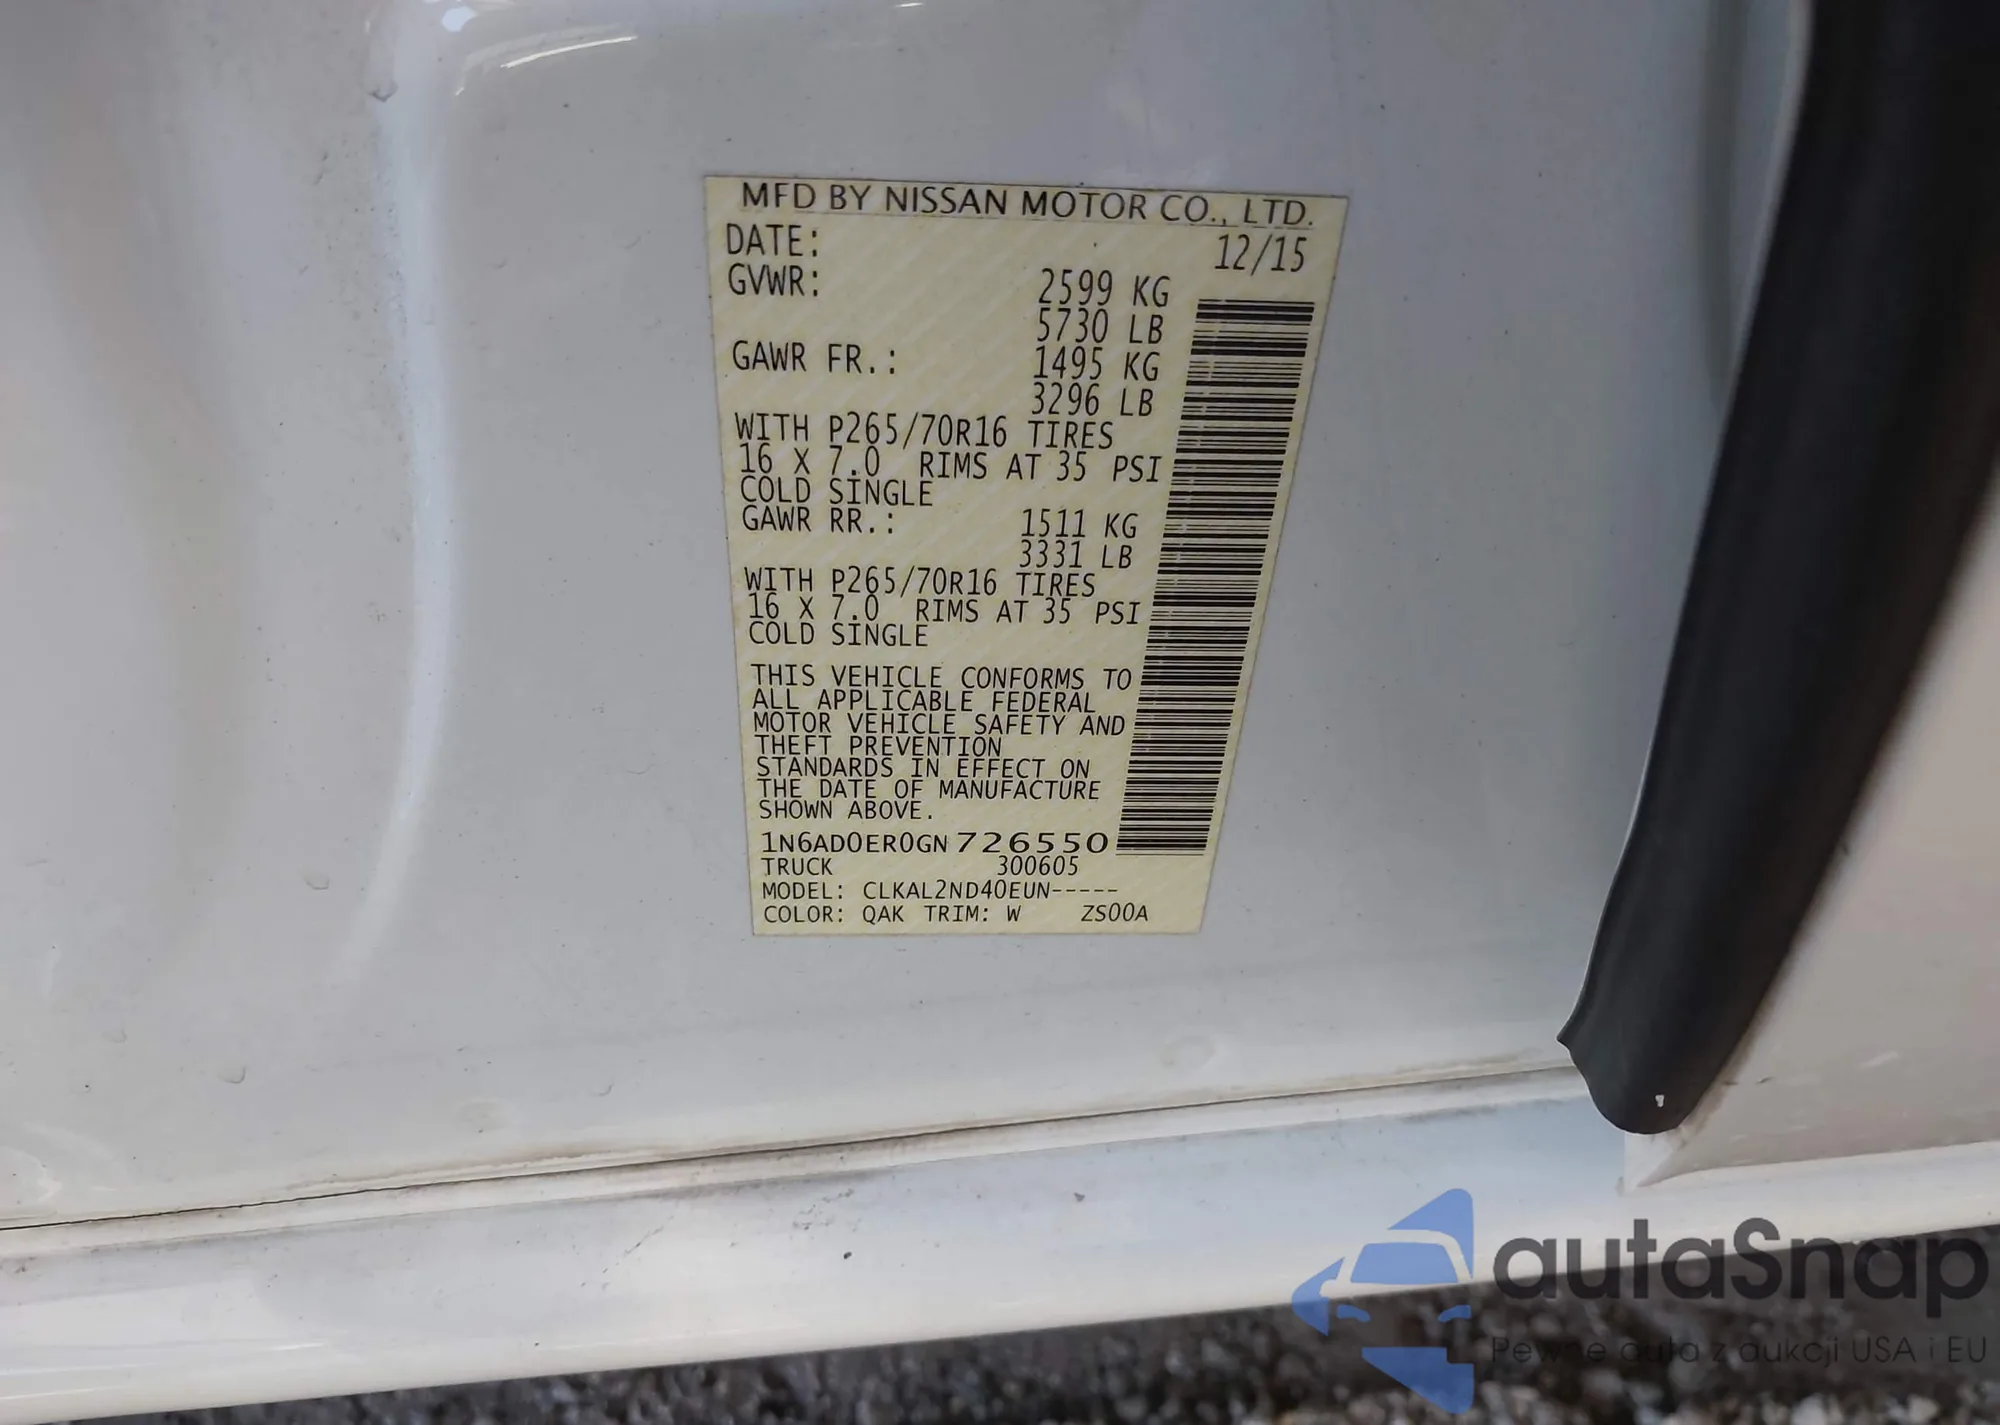 MFD BY NISSAN MOTOR CO., LTD.
DATE: 12/15
GVWR: 2599 KG
5730 LB
GAWR FR.: 1495 KG
3296 LB
WITH P265/70R16 TIRES
16 X 7.0 RIMS AT 35 PSI
COLD SINGLE
GAWR RR.: 1511 KG
3331 LB
WITH P265/70R16 TIRES
16 X 7.0 RIMS AT 35 PSI
COLD SINGLE
THIS VEHICLE CONFORMS TO
ALL APPLICABLE FEDERAL
MOTOR VEHICLE SAFETY AND
THEFT PREVENTION
STANDARDS IN EFFECT ON
THE DATE OF MANUFACTURE
SHOWN ABOVE.
1N6AD0ER0GN726550
TRUCK 300605
MODEL: CLKAL2ND40EUN-----
COLOR: QAK TRIM: W ZS00A
autaSnap
Pewne auta z aukcji USA i EU